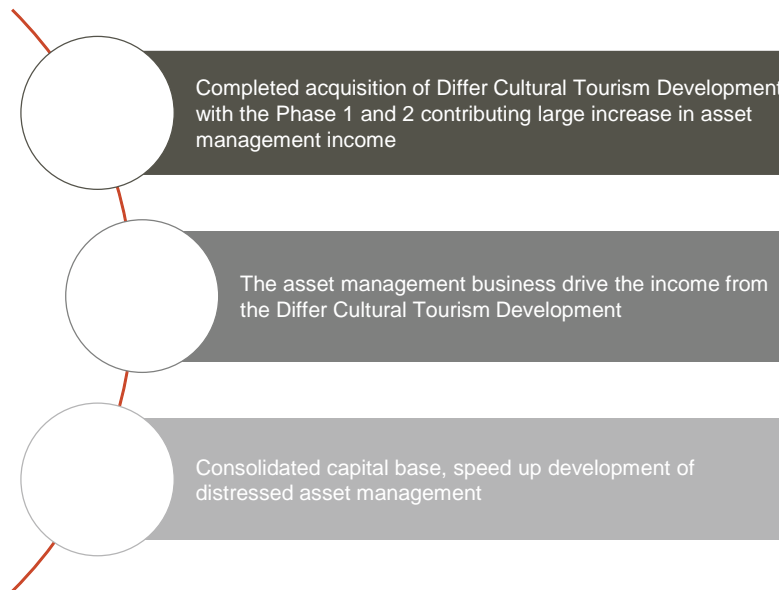 Completed acquisition of Differ Cultural Tourism Development
with the Phase 1 and 2 contributing large increase in asset
management income
The asset management business drive the income from
the Differ Cultural Tourism Development
Consolidated capital base, speed up development of
distressed asset management